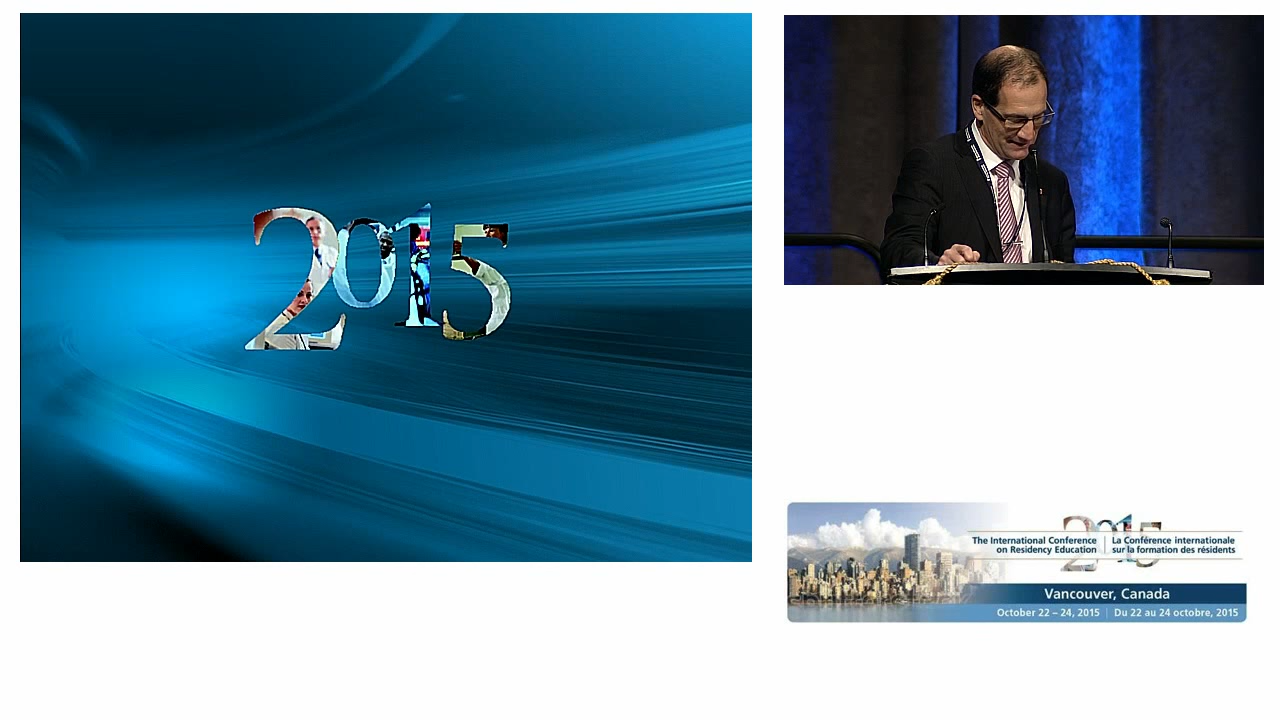 2015
2015
The International Conference
on Residency Education
La Conférence internationale
sur la formation des résidents
Vancouver, Canada
October 22 – 24, 2015 | Du 22 au 24 octobre, 2015